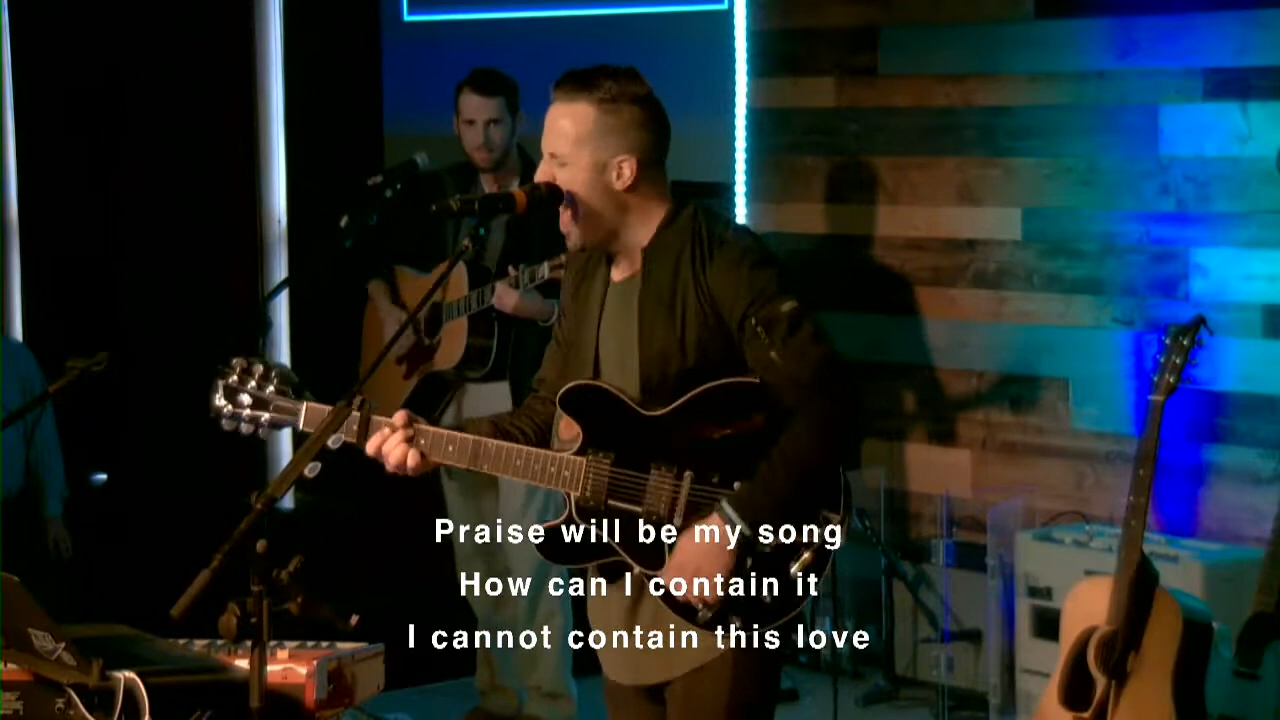 Praise will be my song
How can I contain it
I cannot contain this love